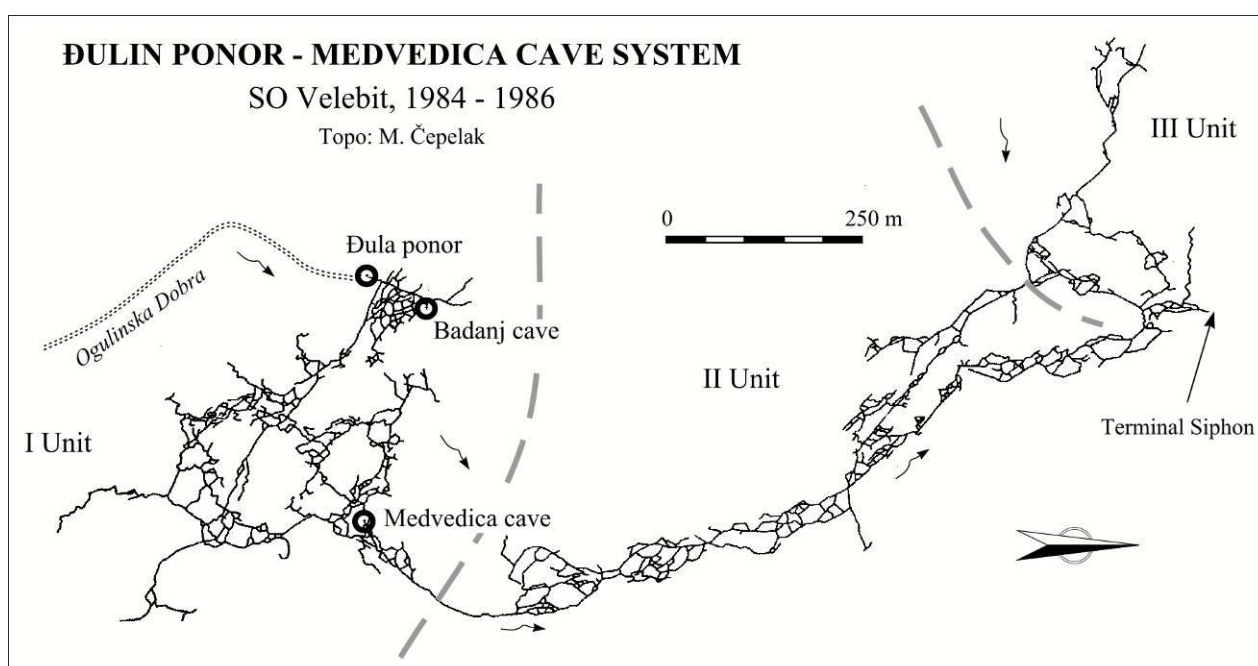 ĐULIN PONOR - MEDVEDICA CAVE SYSTEM
SO Velebit, 1984 - 1986
Topo: M. Čepelak
III Unit
0 250 m
Đula ponor
Ogulinska Dobra
Badanj cave
II Unit
I Unit
Terminal Siphon
Medvedica cave